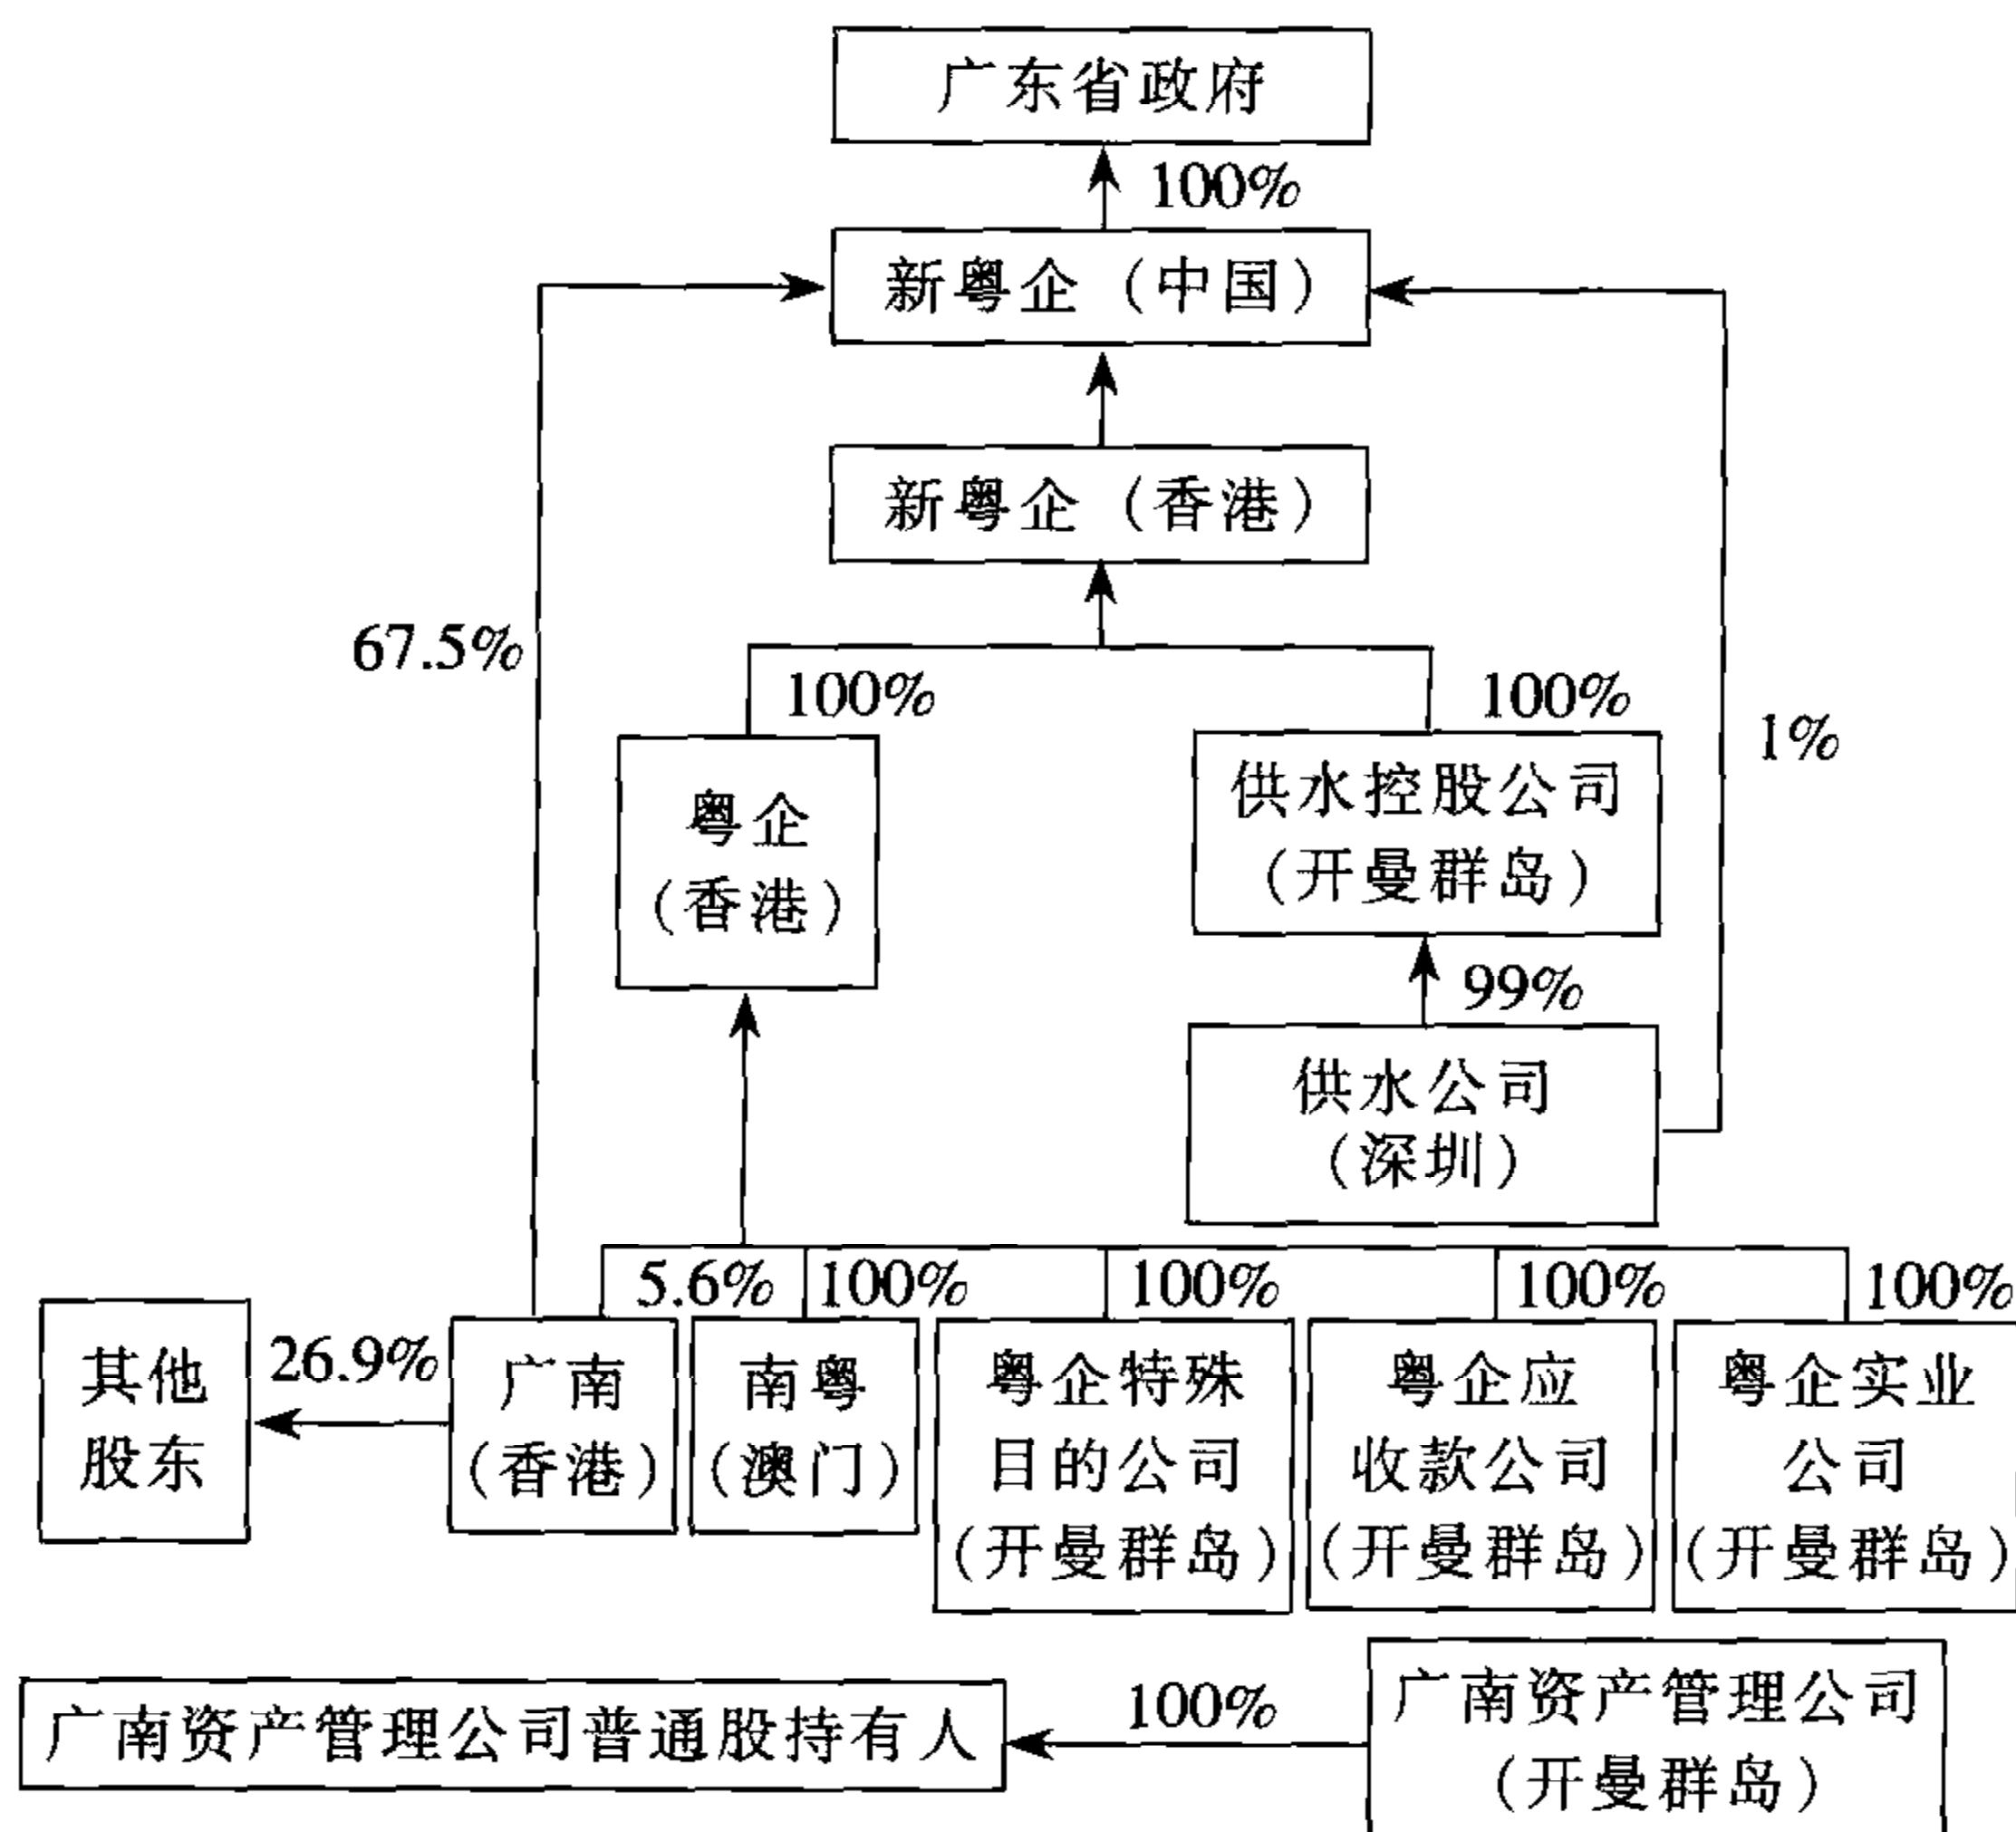 广东省政府
100%
新粤企（中国）
新粤企（香港）
67.5%
100%
100%
1%
粤企
（香港）
供水控股公司
（开曼群岛）
99%
供水公司
（深圳）
5.6%
100%
100%
100%
100%
其他
股东
26.9%
广南
（香港）
南粤
（澳门）
粤企特殊
目的公司
（开曼群岛）
粤企应
收款公司
（开曼群岛）
粤企实业
公司
（开曼群岛）
广南资产管理公司普通股持有人
100%
广南资产管理公司
（开曼群岛）